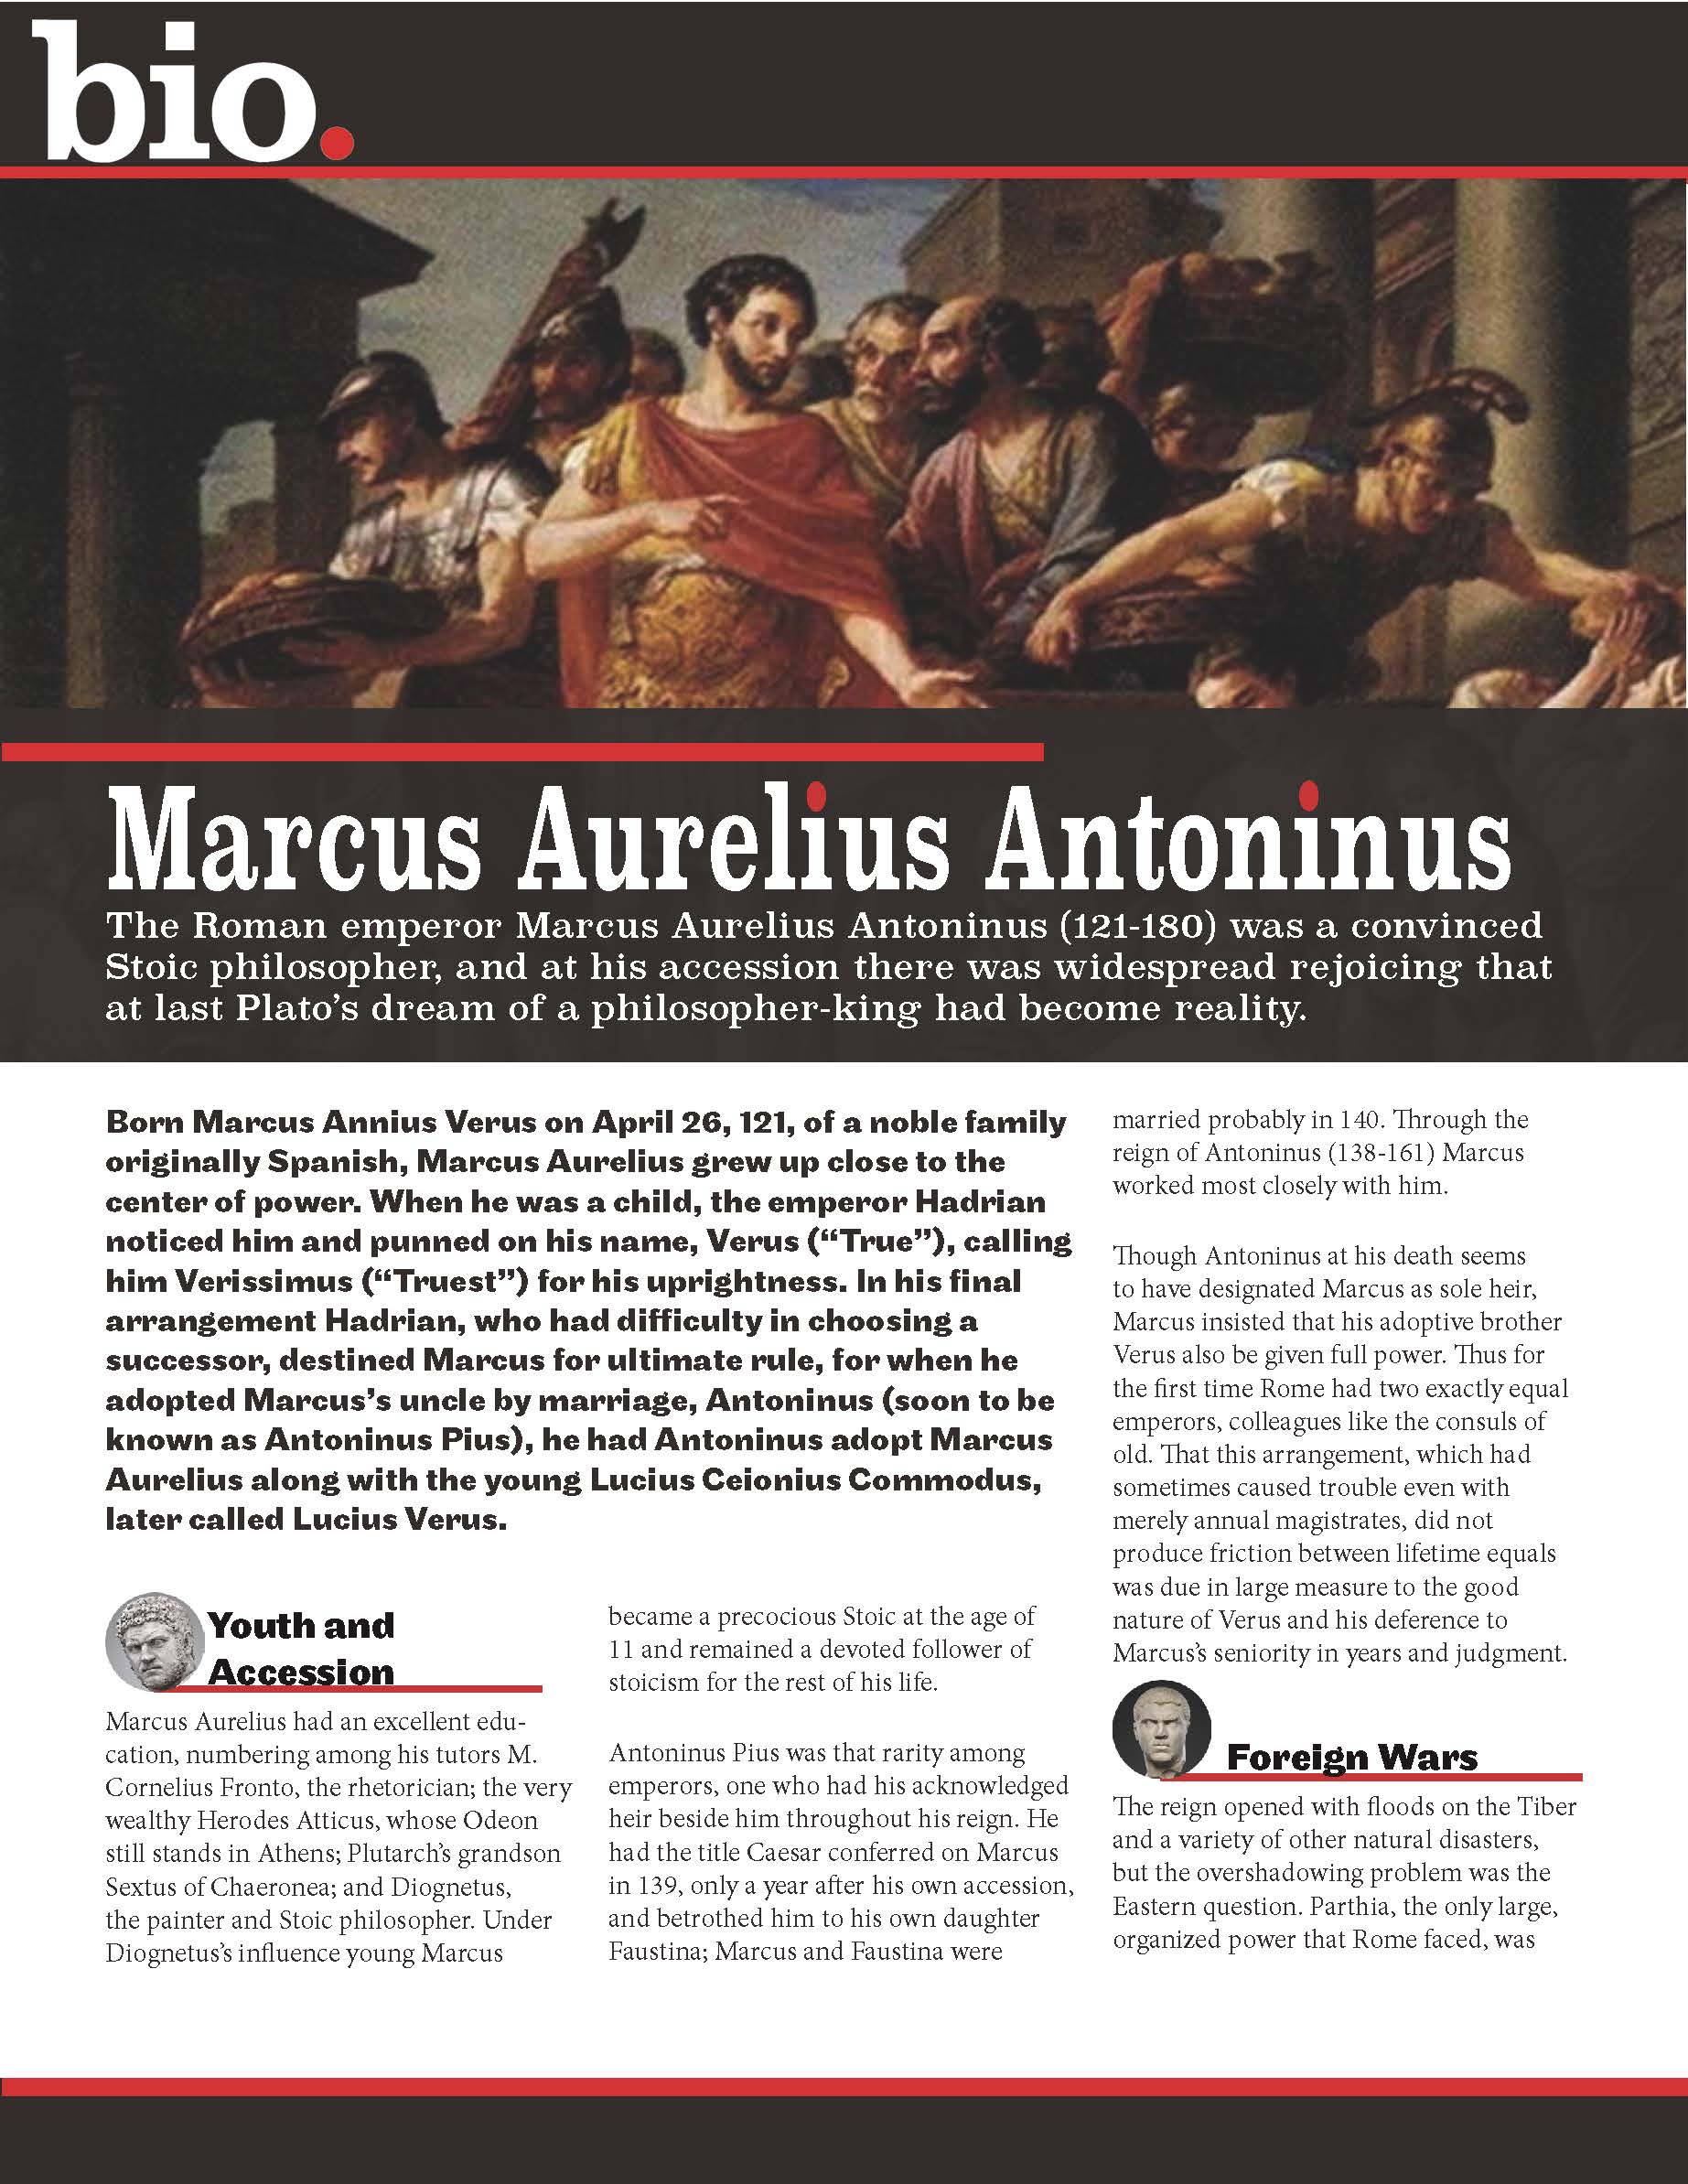 bio.
Marcus Aurelius Antoninus
The Roman emperor Marcus Aurelius Antoninus (121-180) was a convinced
Stoic philosopher, and at his accession there was widespread rejoicing that
at last Plato’s dream of a philosopher-king had become reality.
Born Marcus Annius Verus on April 26, 121, of a noble family
originally Spanish, Marcus Aurelius grew up close to the
center of power. When he was a child, the emperor Hadrian
noticed him and punned on his name, Verus (“True”), calling
him Verissimus (“Truest”) for his uprightness. In his final
arrangement Hadrian, who had difficulty in choosing a
successor, destined Marcus for ultimate rule, for when he
adopted Marcus’s uncle by marriage, Antoninus (soon to be
known as Antoninus Pius), he had Antoninus adopt Marcus
Aurelius along with the young Lucius Ceionius Commodus,
later called Lucius Verus.
Youth and
Accession
Marcus Aurelius had an excellent edu-
cation, numbering among his tutors M.
Cornelius Fronto, the rhetorician; the very
wealthy Herodes Atticus, whose Odeon
still stands in Athens; Plutarch’s grandson
Sextus of Chaeronea; and Diognetus,
the painter and Stoic philosopher. Under
Diognetus’s influence young Marcus
became a precocious Stoic at the age of
11 and remained a devoted follower of
stoicism for the rest of his life.
Antoninus Pius was that rarity among
emperors, one who had his acknowledged
heir beside him throughout his reign. He
had the title Caesar conferred on Marcus
in 139, only a year after his own accession,
and betrothed him to his own daughter
Faustina; Marcus and Faustina were
married probably in 140. Through the
reign of Antoninus (138-161) Marcus
worked most closely with him.
Though Antoninus at his death seems
to have designated Marcus as sole heir,
Marcus insisted that his adoptive brother
Verus also be given full power. Thus for
the first time Rome had two exactly equal
emperors, colleagues like the consuls of
old. That this arrangement, which had
sometimes caused trouble even with
merely annual magistrates, did not
produce friction between lifetime equals
was due in large measure to the good
nature of Verus and his deference to
Marcus’s seniority in years and judgment.
Foreign Wars
The reign opened with floods on the Tiber
and a variety of other natural disasters,
but the overshadowing problem was the
Eastern question. Parthia, the only large,
organized power that Rome faced, was